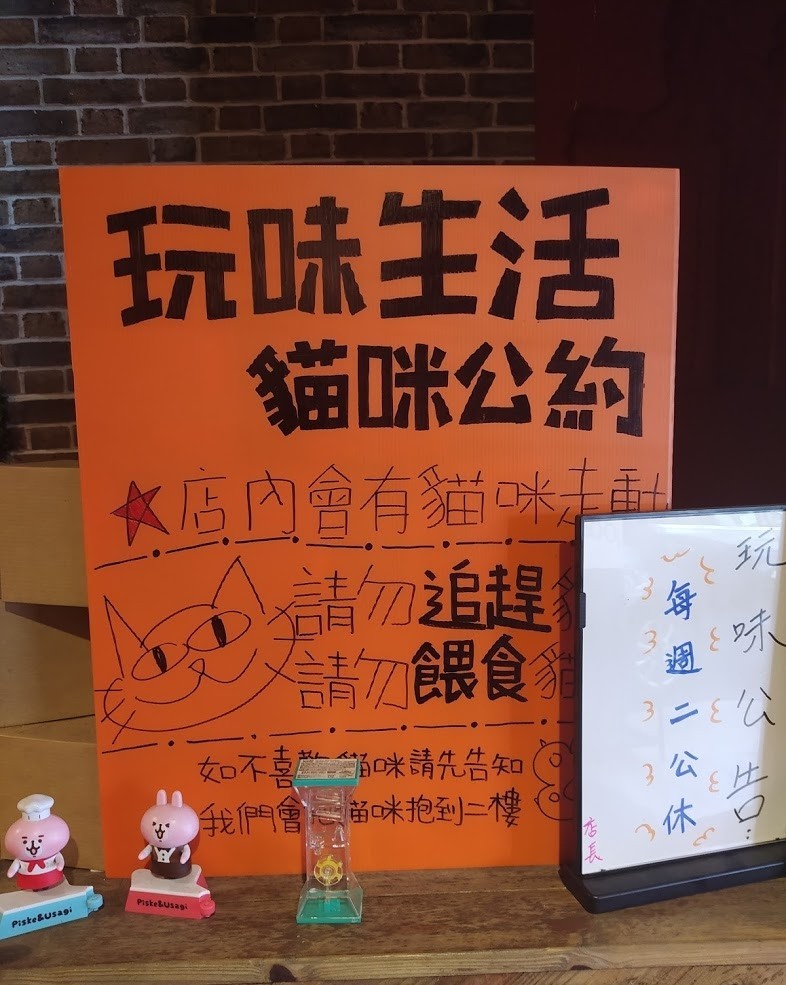 玩味生活
貓咪公約
店內會有貓咪走動
請勿追趕貓
請勿餵食貓
如不喜歡貓咪請先告知
我們會 貓咪抱到二樓
玩味公告:
每週二公休
店長
Piske&Usagi
Piske&Usagi